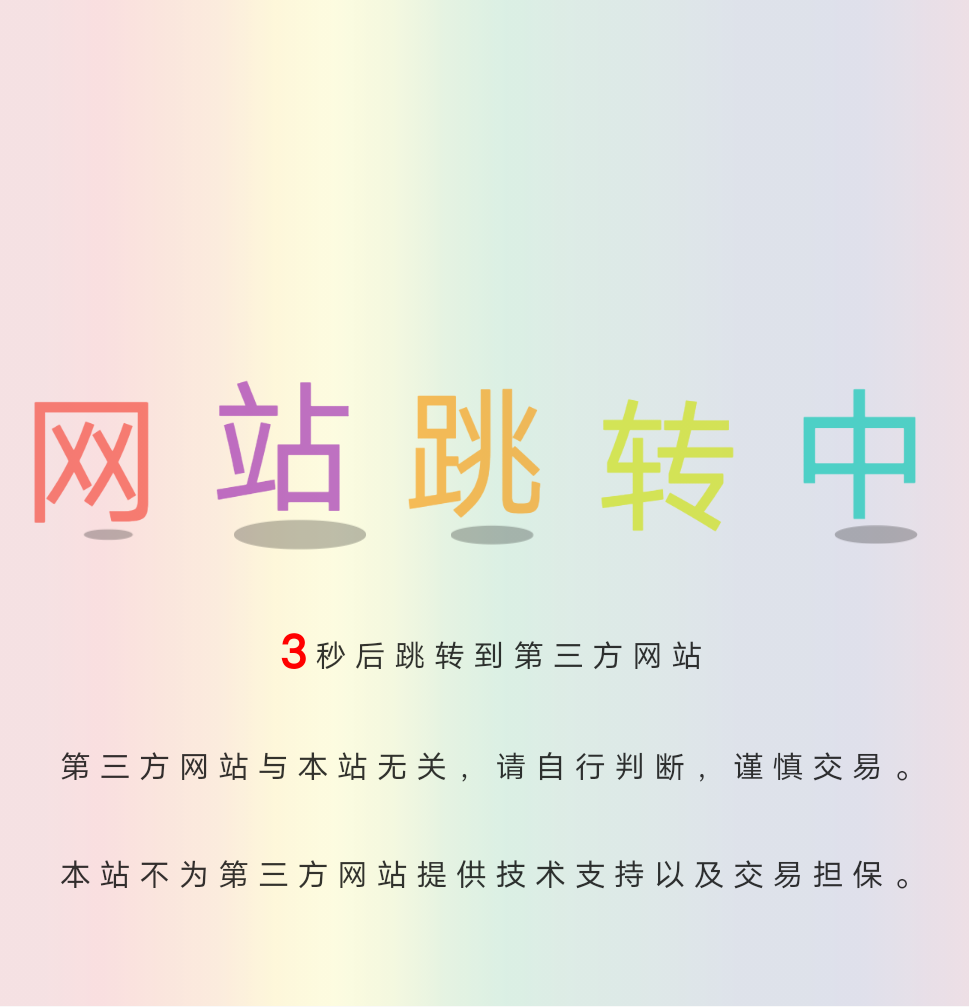 网站跳转中
3秒后跳转到第三方网站
第三方网站与本站无关，请自行判断，谨慎交易。
本站不为第三方网站提供技术支持以及交易担保。